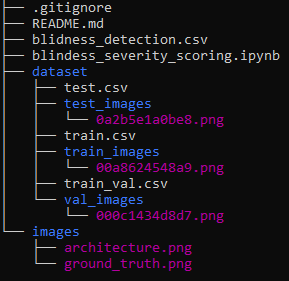 ├── .gitignore
├── README.md
├── blidness_detection.csv
├── blindess_severity_scoring.ipynb
├── dataset
│   ├── test.csv
│   ├── test_images
│   │   └── 0a2b5e1a0be8.png
│   ├── train.csv
│   ├── train_images
│   │   └── 00a8624548a9.png
│   ├── train_val.csv
│   └── val_images
│       └── 000c1434d8d7.png
└── images
    ├── architecture.png
    └── ground_truth.png